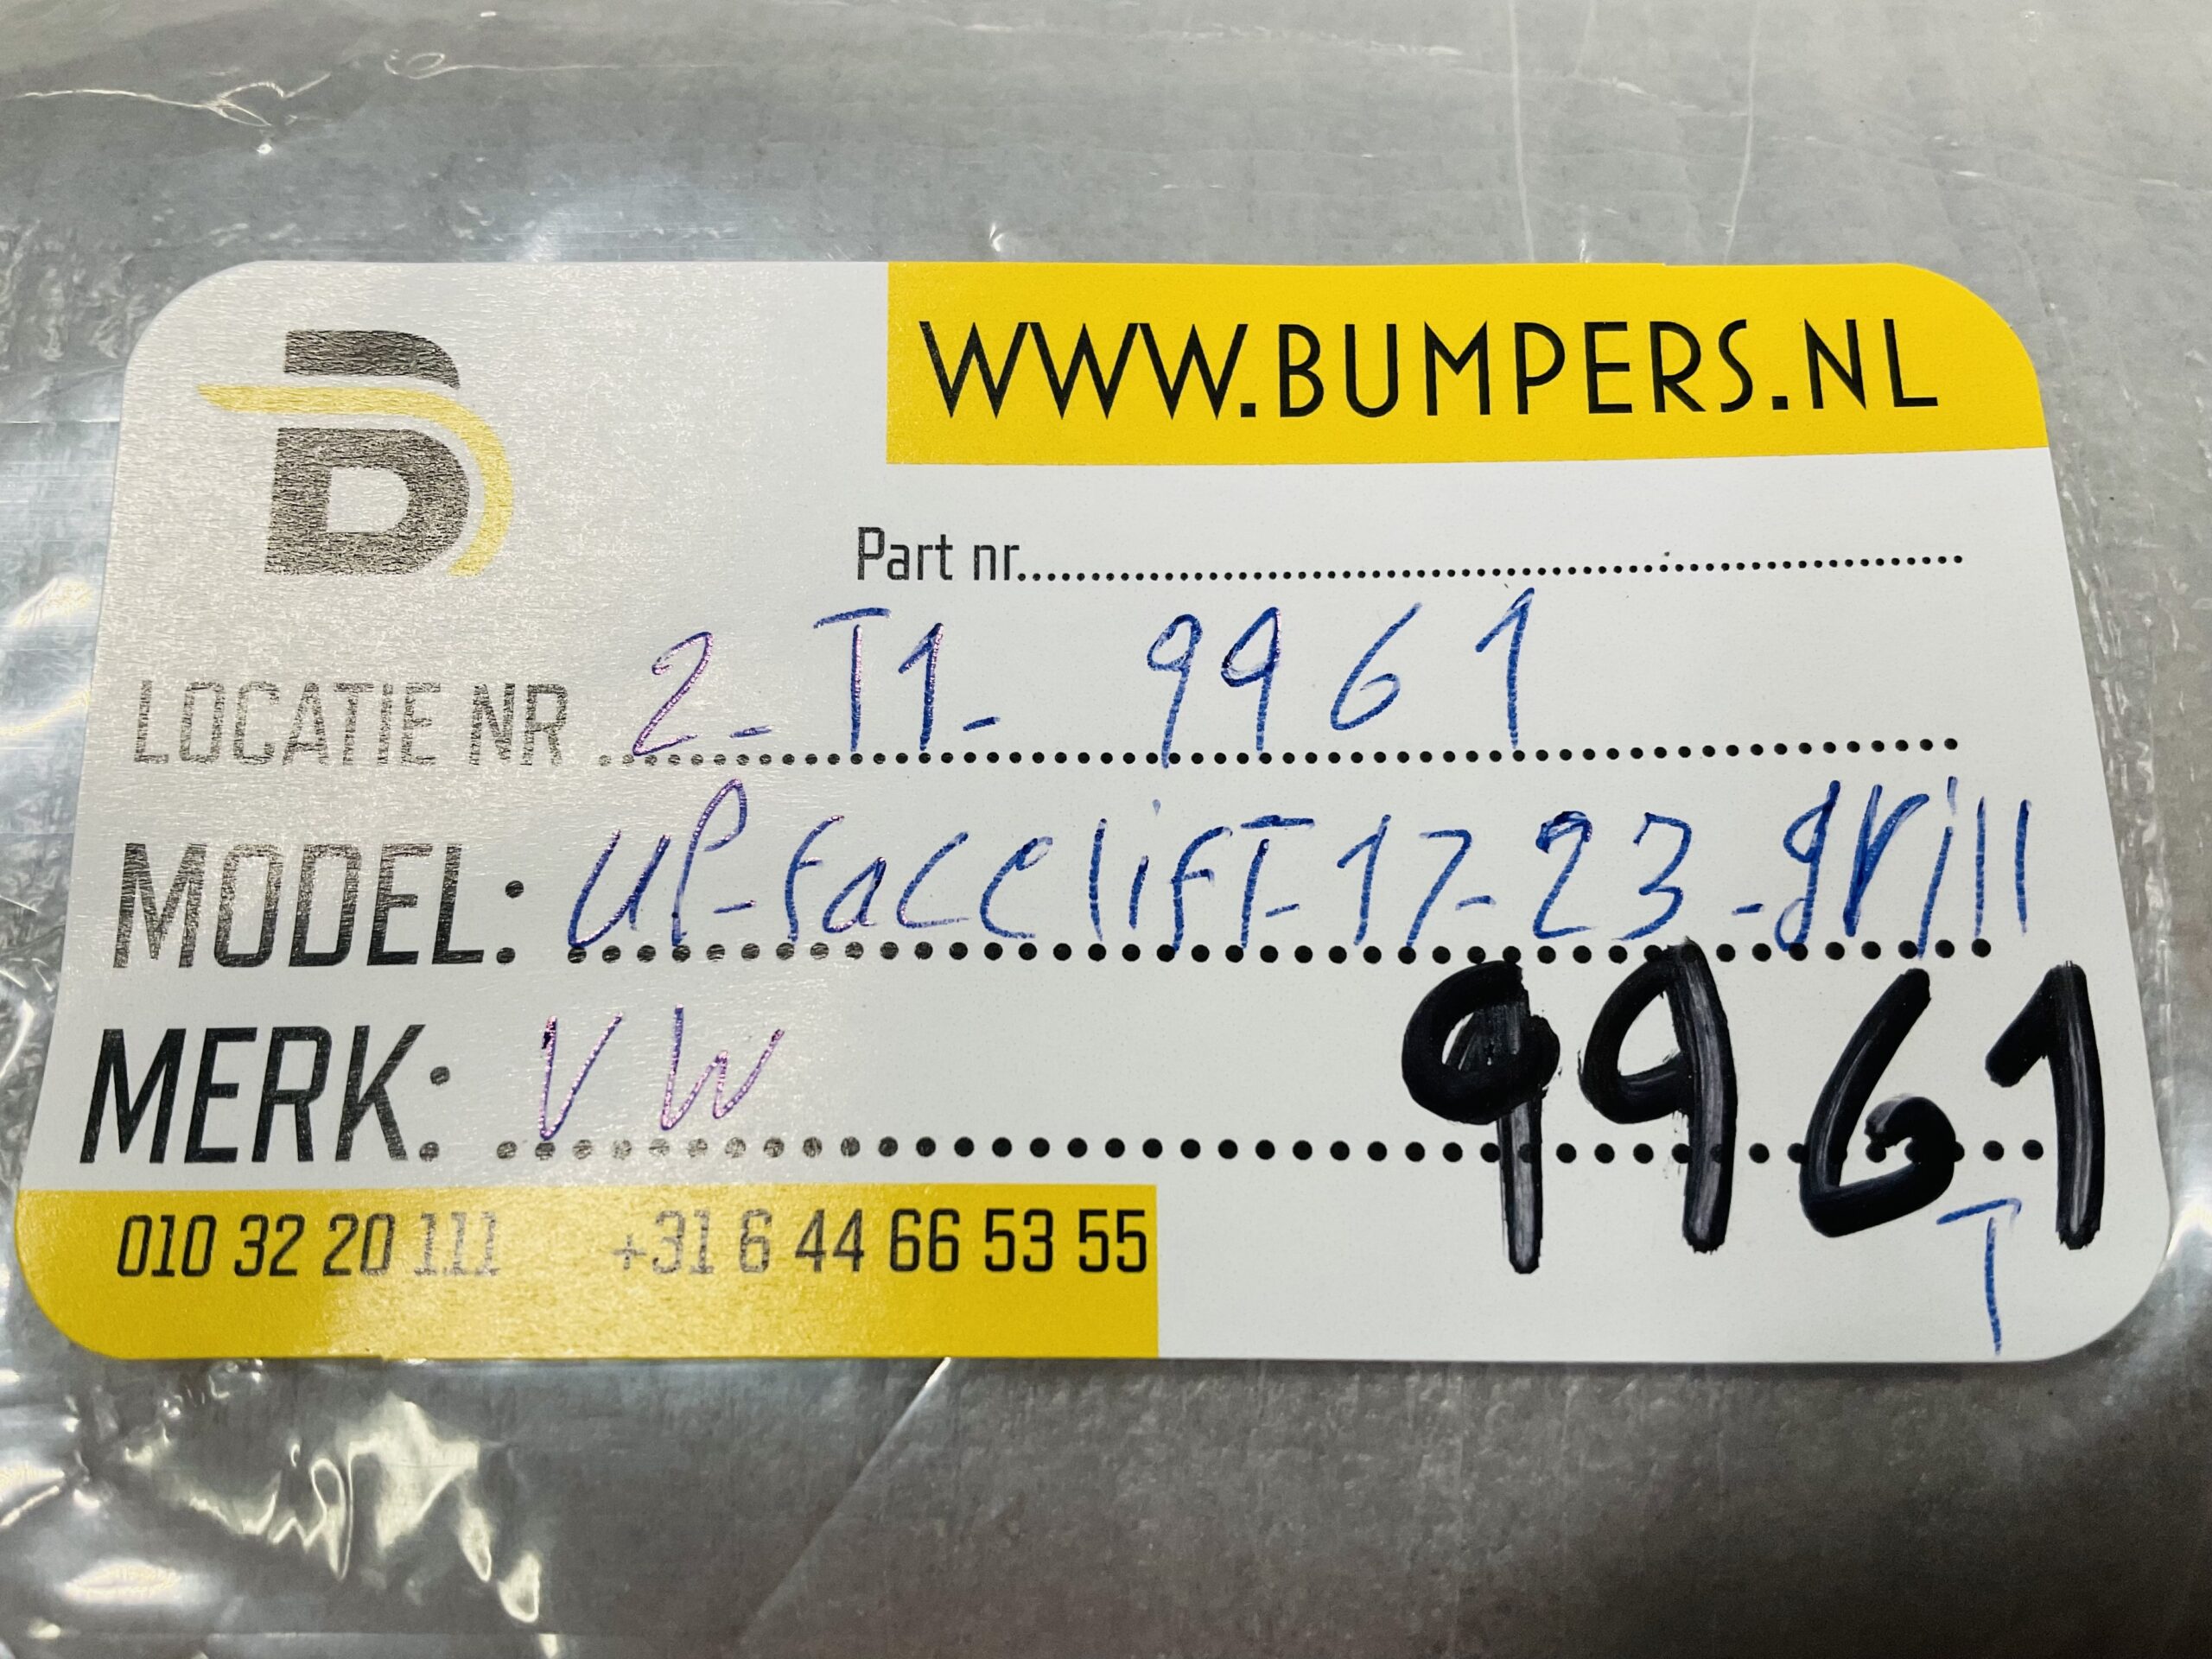 B
WWW.BUMPERS.NL
Part nr
LOCATIE NR 2-T1-9961
MODEL: UP-facelift-17-23-grill
MERK: VW
9961
010 32 20 111 +31 6 44 66 53 55
T